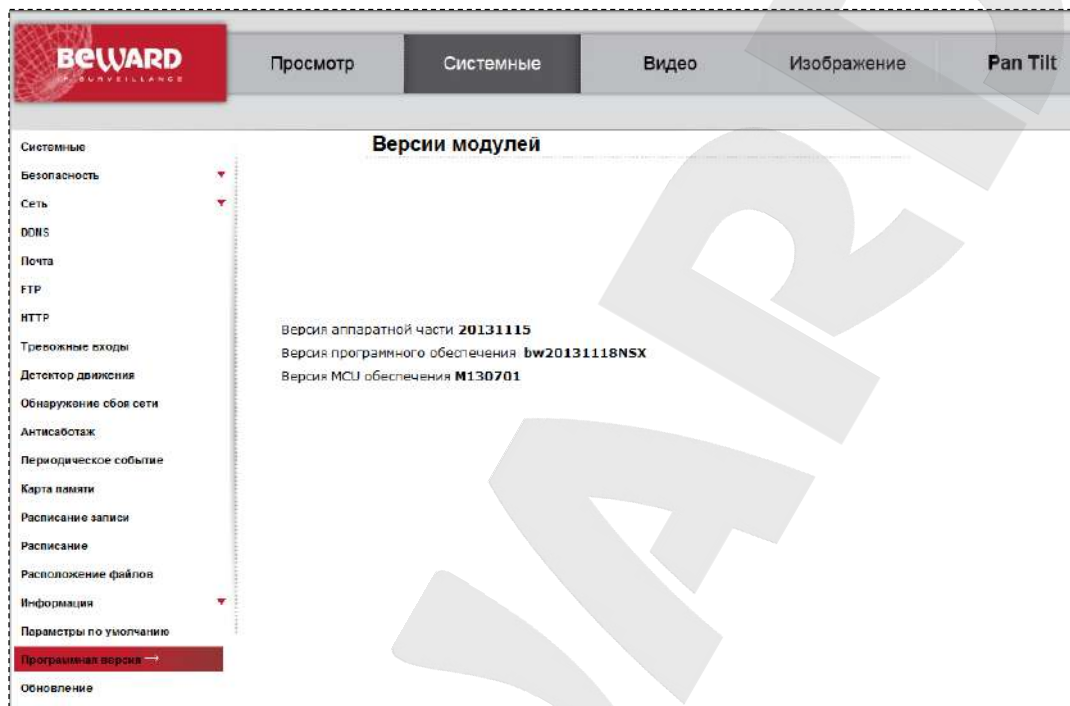 BEWARD
IP SURVEILLANCE
Просмотр
Системные
Видео
Изображение
Pan Tilt
Системные
Безопасность
Сеть
DDNS
Почта
FTP
HTTP
Тревожные входы
Детектор движения
Обнаружение сбоя сети
Антисаботаж
Периодическое событие
Карта памяти
Расписание записи
Расписание
Расположение файлов
Информация
Параметры по умолчанию
Программная версия →
Обновление
Версии модулей
Версия аппаратной части 20131115
Версия программного обеспечения bw20131118NSX
Версия MCU обеспечения M130701